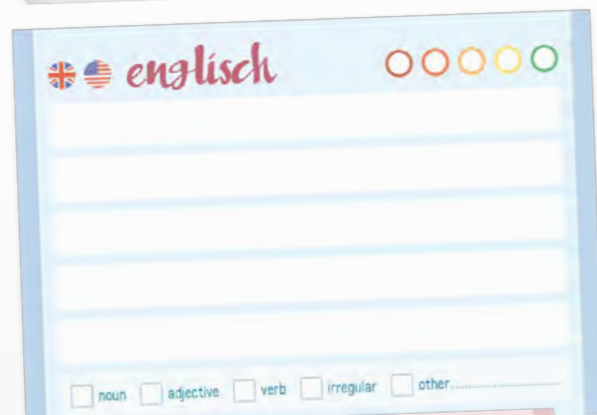 englisch
noun adjective verb irregular other....................